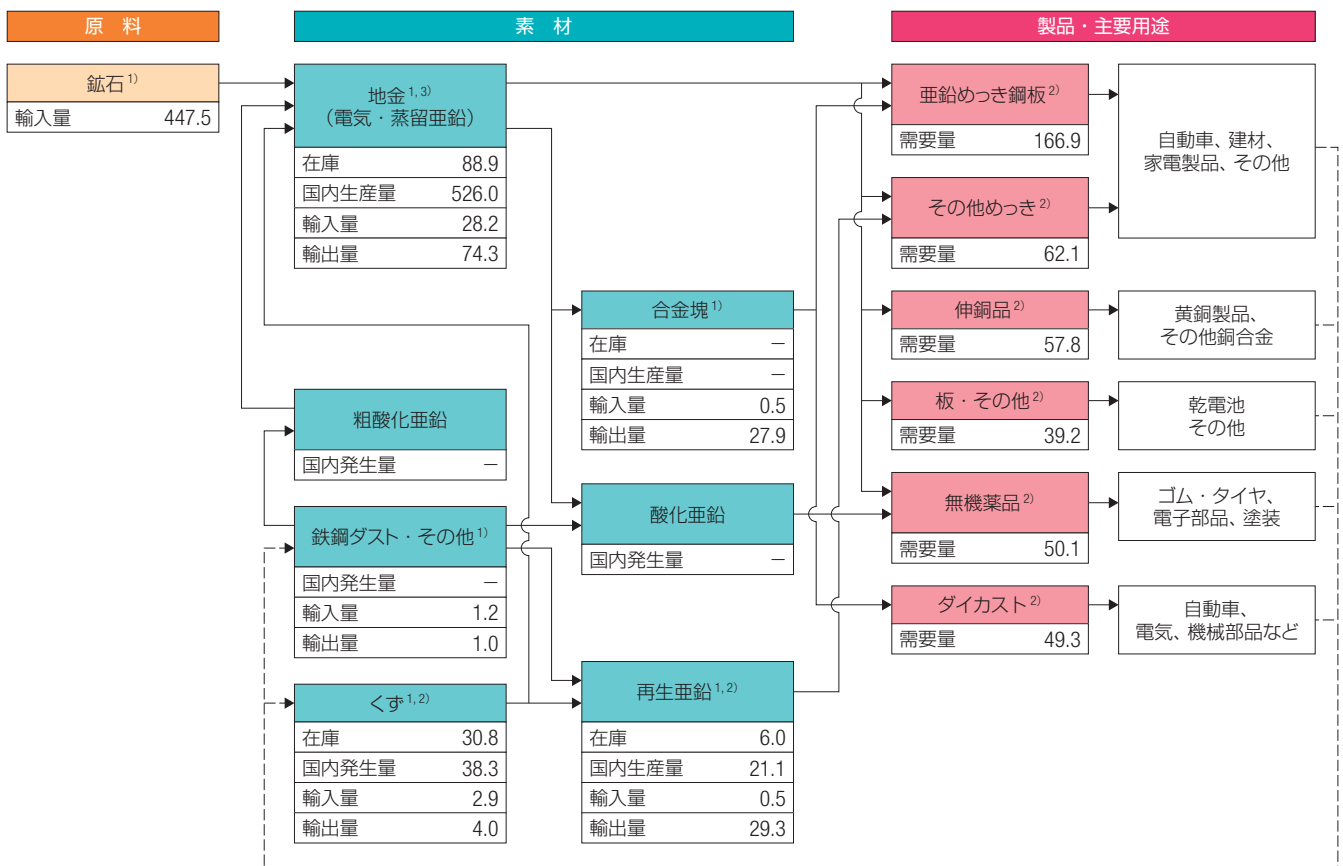 原　料
素　材
製品・主要用途
鉱石 1)
輸入量 447.5
地金 1, 3)
（電気・蒸留亜鉛）
在庫 88.9
国内生産量 526.0
輸入量 28.2
輸出量 74.3
粗酸化亜鉛
国内発生量 −
鉄鋼ダスト・その他 1)
国内発生量 −
輸入量 1.2
輸出量 1.0
くず 1, 2)
在庫 30.8
国内発生量 38.3
輸入量 2.9
輸出量 4.0
合金塊 1)
在庫 −
国内生産量 −
輸入量 0.5
輸出量 27.9
酸化亜鉛
国内発生量 −
再生亜鉛 1, 2)
在庫 6.0
国内生産量 21.1
輸入量 0.5
輸出量 29.3
亜鉛めっき鋼板 2)
需要量 166.9
その他めっき 2)
需要量 62.1
自動車、建材、
家電製品、その他
伸銅品 2)
需要量 57.8
黄銅製品、
その他銅合金
板・その他 2)
需要量 39.2
乾電池
その他
無機薬品 2)
需要量 50.1
ゴム・タイヤ、
電子部品、塗装
ダイカスト 2)
需要量 49.3
自動車、
電気、機械部品など